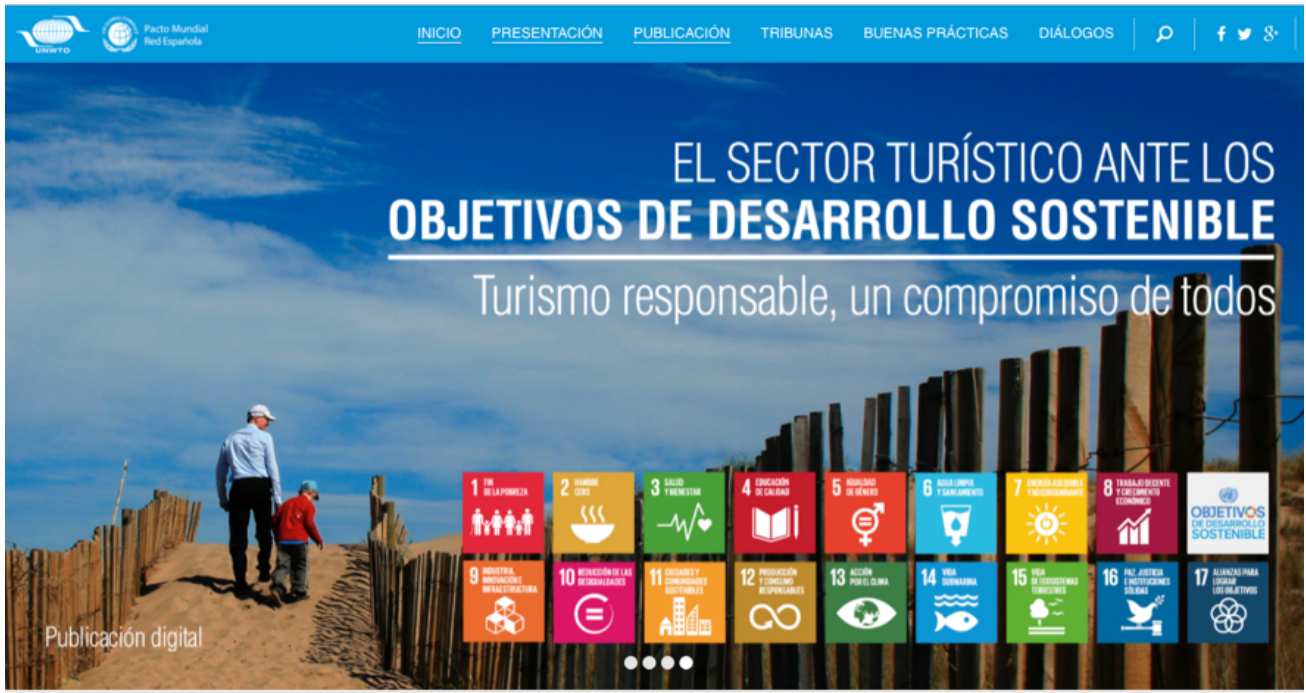 UNWTO
Pacto Mundial
Red Española
INICIO PRESENTACIÓN PUBLICACIÓN TRIBUNAS BUENAS PRÁCTICAS DIÁLOGOS
EL SECTOR TURÍSTICO ANTE LOS
OBJETIVOS DE DESARROLLO SOSTENIBLE
Turismo responsable, un compromiso de todos
1 FIN
DE LA POBREZA
2 HAMBRE
CERO
3 SALUD
Y BIENESTAR
4 EDUCACIÓN
DE CALIDAD
5 IGUALDAD
DE GÉNERO
6 AGUA LIMPIA
Y SANEAMIENTO
7 ENERGÍA ASEQUIBLE
Y NO CONTAMINANTE
8 TRABAJO DECENTE
Y CRECIMIENTO
ECONÓMICO
OBJETIVOS
DE DESARROLLO
SOSTENIBLE
9 INDUSTRIA,
INNOVACIÓN E
INFRAESTRUCTURA
10 REDUCCIÓN DE LAS
DESIGUALDADES
11 CIUDADES Y
COMUNIDADES
SOSTENIBLES
12 PRODUCCIÓN
Y CONSUMO
RESPONSABLES
13 ACCIÓN
POR EL CLIMA
14 VIDA
SUBMARINA
15 VIDA
DE ECOSISTEMAS
TERRESTRES
16 PAZ, JUSTICIA
E INSTITUCIONES
SÓLIDAS
17 ALIANZAS PARA
LOGRAR
LOS OBJETIVOS
Publicación digital